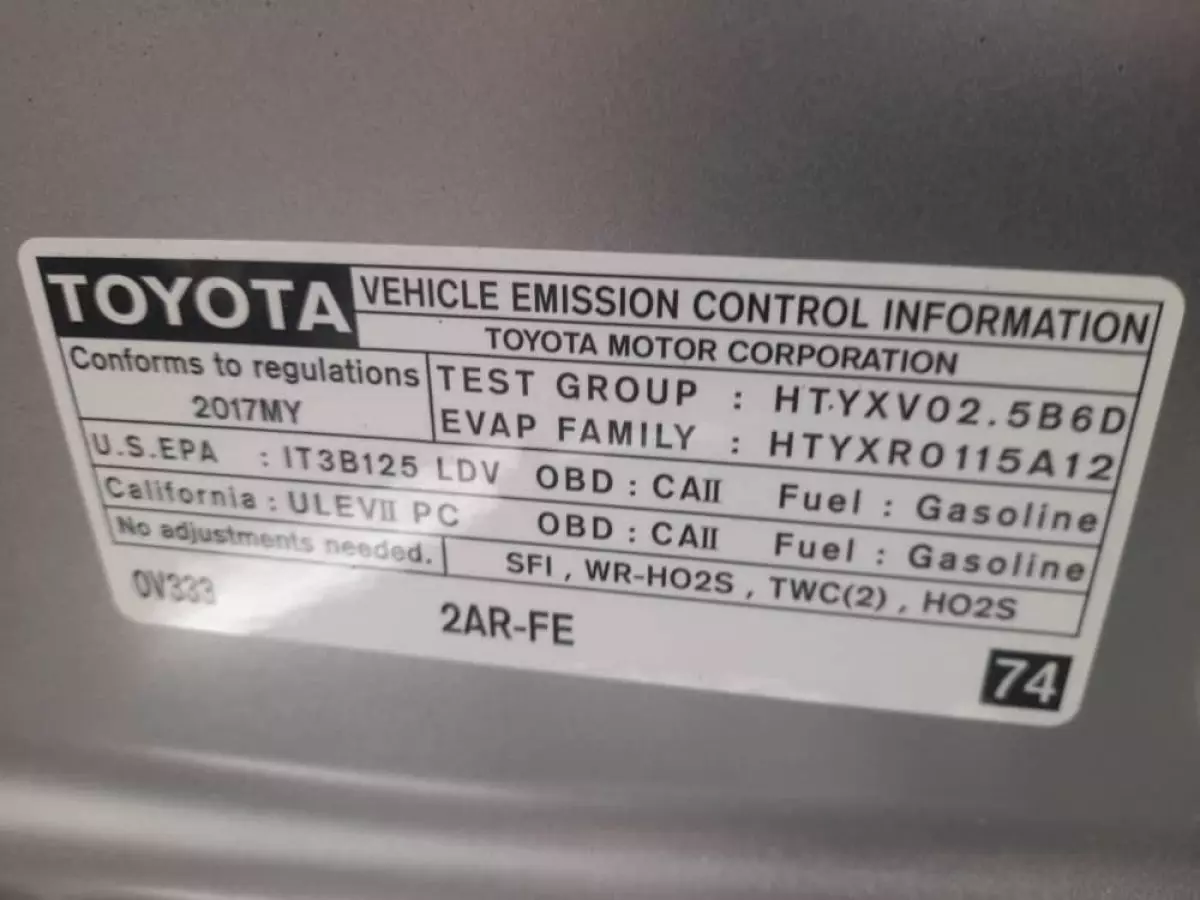 TOYOTA VEHICLE EMISSION CONTROL INFORMATION
TOYOTA MOTOR CORPORATION
Conforms to regulations
2017MY
TEST GROUP : HTYXV02.5B6D
EVAP FAMILY : HTYXR0115A12
U.S.EPA : IT3B125 LDV OBD : CAII Fuel : Gasoline
California : ULEVII PC OBD : CAII Fuel : Gasoline
No adjustments needed. SFI , WR-HO2S , TWC(2) , HO2S
0V333
2AR-FE
74